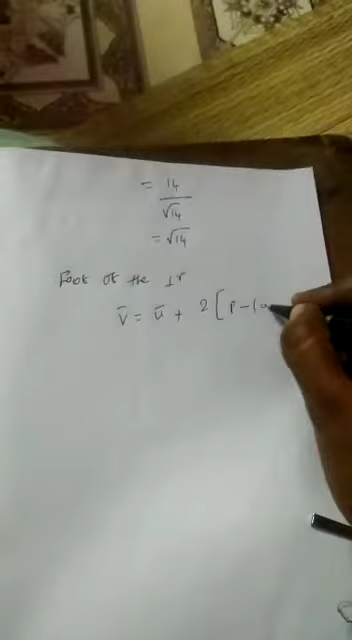 = 14
√14
= √14
Foot of the ⊥r
v̄ = ū + 2 [ p - (